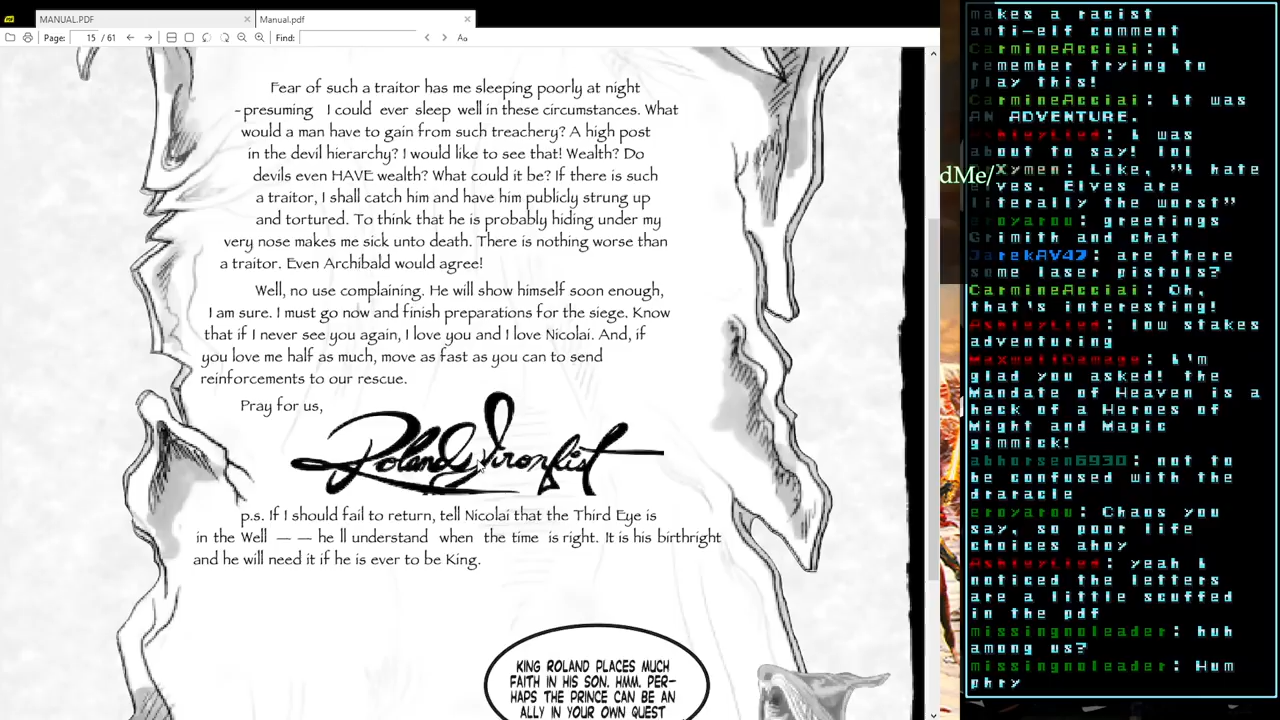 MANUAL.PDF
Manual.pdf
Page: 15 / 61
Find:
Fear of such a traitor has me sleeping poorly at night
- presuming I could ever sleep well in these circumstances. What
would a man have to gain from such treachery? A high post
in the devil hierarchy? I would like to see that! Wealth? Do
devils even HAVE wealth? What could it be? If there is such
a traitor, I shall catch him and have him publicly strung up
and tortured. To think that he is probably hiding under my
very nose makes me sick unto death. There is nothing worse than
a traitor. Even Archibald would agree!
Well, no use complaining. He will show himself soon enough,
I am sure. I must go now and finish preparations for the siege. Know
that if I never see you again, I love you and I love Nicolai. And, if
you love me half as much, move as fast as you can to send
reinforcements to our rescue.
Pray for us,
Roland Ironfist
p.s. If I should fail to return, tell Nicolai that the Third Eye is
in the Well — — he ll understand when the time is right. It is his birthright
and he will need it if he is ever to be King.
KING ROLAND PLACES MUCH
FAITH IN HIS SON. HMM. PER-
HAPS THE PRINCE CAN BE AN
ALLY IN YOUR OWN QUEST
dMe/
makes a racist
anti-elf comment
CarmineAcciai: I
remember trying to
play this!
CarmineAcciai: It was
AN ADVENTURE.
AshleyLied: I was
about to say! lol
Xymen: Like, "I hate
elves. Elves are
literally the worst"
eroyarou: greetings
Grimith and chat
JarekAV47: are there
some laser pistols?
CarmineAcciai: Oh,
that's interesting!
AshleyLied: low stakes
adventuring
MaxwellDamage: I'm
glad you asked! the
Mandate of Heaven is a
heck of a Heroes of
Might and Magic
gimmick!
abhorsen6930: not to
be confused with the
draracle
eroyarou: Chaos you
say, so poor life
choices ahoy
AshleyLied: yeah I
noticed the letters
are a little scuffed
in the pdf
missingnoleader: huh
among us?
missingnoleader: Hum
phry